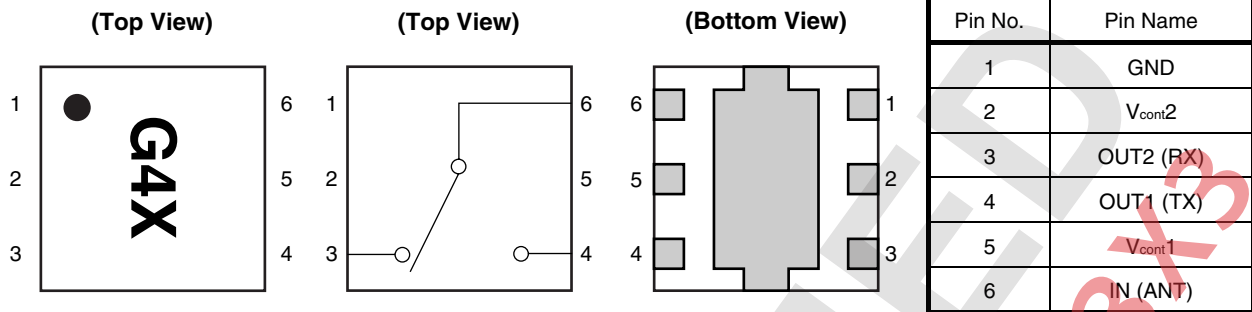 (Top View)
1
2
3
G4X
6
5
4
(Top View)
1
2
3
6
5
4
(Bottom View)
6
5
4
1
2
3
Pin No. Pin Name
1 GND
2 Vcont2
3 OUT2 (RX)
4 OUT1 (TX)
5 Vcont1
6 IN (ANT)